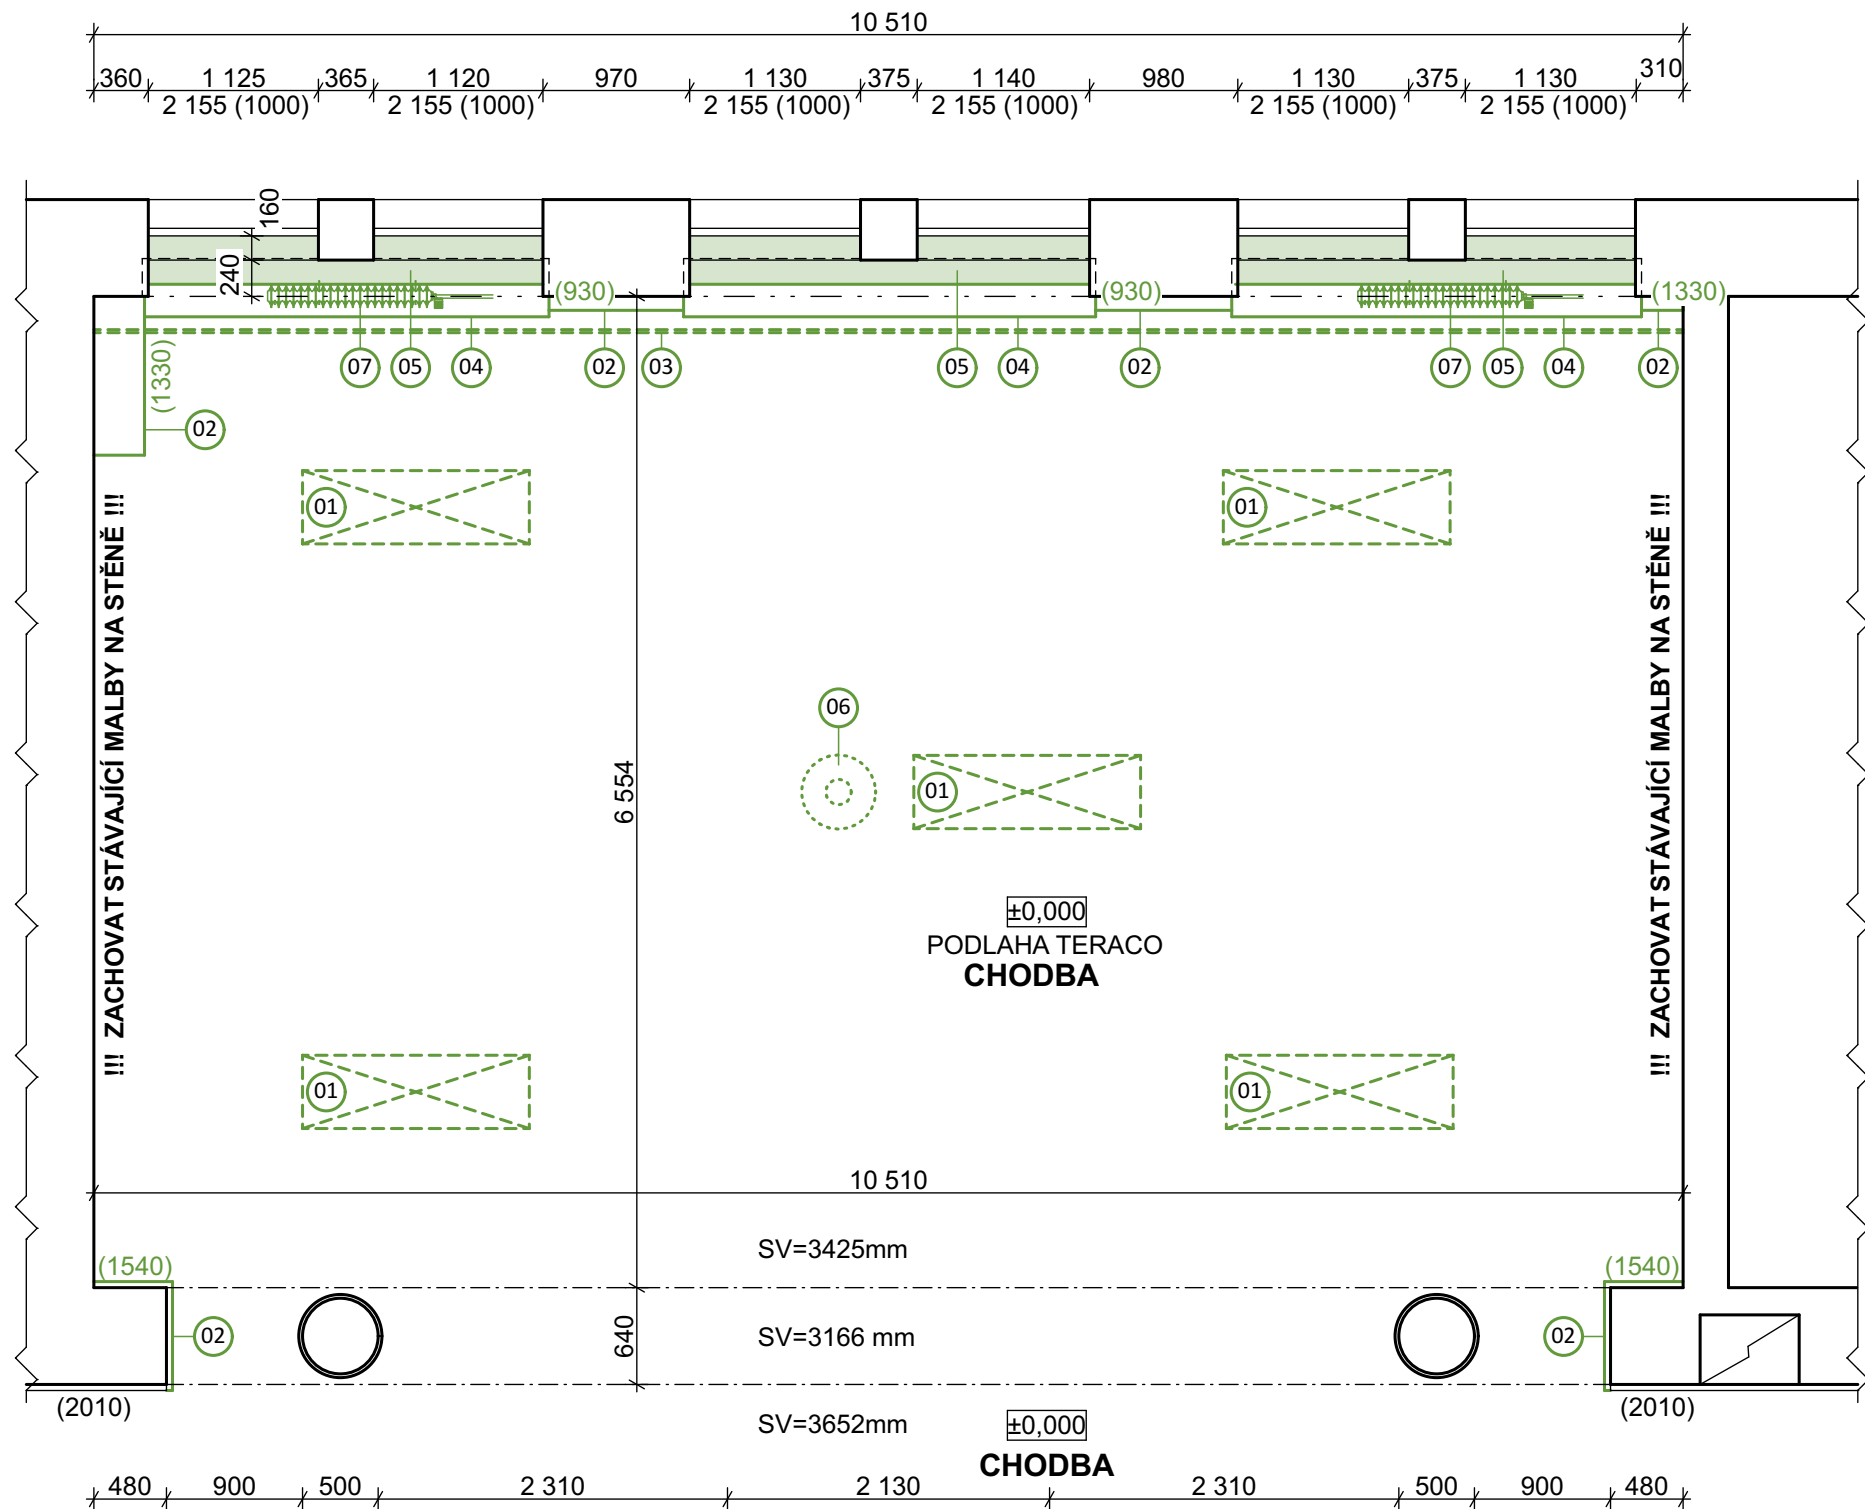 10 510
360 1 125 365 1 120 970 1 130 375 1 140 980 1 130 375 1 130 310
2 155 (1000) 2 155 (1000) 2 155 (1000) 2 155 (1000) 2 155 (1000) 2 155 (1000)
160
240
(930) (930) (1330)
07 05 04 02 03 05 04 02 07 05 04 02
(1330)
02
01 01
!!! ZACHOVAT STÁVAJÍCÍ MALBY NA STĚNĚ !!!
!!! ZACHOVAT STÁVAJÍCÍ MALBY NA STĚNĚ !!!
06
6 554
01
±0,000
PODLAHA TERACO
CHODBA
01 01
10 510
SV=3425mm
(1540) (1540)
02 640 SV=3166 mm 02
(2010) (2010)
SV=3652mm ±0,000
CHODBA
480 900 500 2 310 2 130 2 310 500 900 480